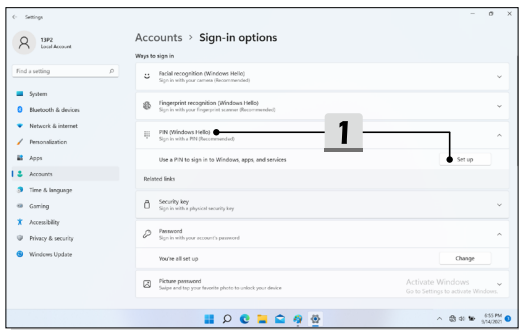 Settings
13P2
Local Account
Find a setting
System
Bluetooth & devices
Network & internet
Personalization
Apps
Accounts
Time & language
Gaming
Accessibility
Privacy & security
Windows Update
Accounts > Sign-in options
Ways to sign in
Facial recognition (Windows Hello)
Sign in with your camera (Recommended)
Fingerprint recognition (Windows Hello)
Sign in with your fingerprint scanner (Recommended)
PIN (Windows Hello)
Sign in with a PIN (Recommended)
1
Use a PIN to sign in to Windows, apps, and services
Set up
Related links
Security key
Sign in with a physical security key
Password
Sign in with your account's password
You're all set up
Change
Picture password
Swipe and tap your favorite photo to unlock your device
Activate Windows
Go to Settings to activate Windows.
6:55 PM
9/14/2021